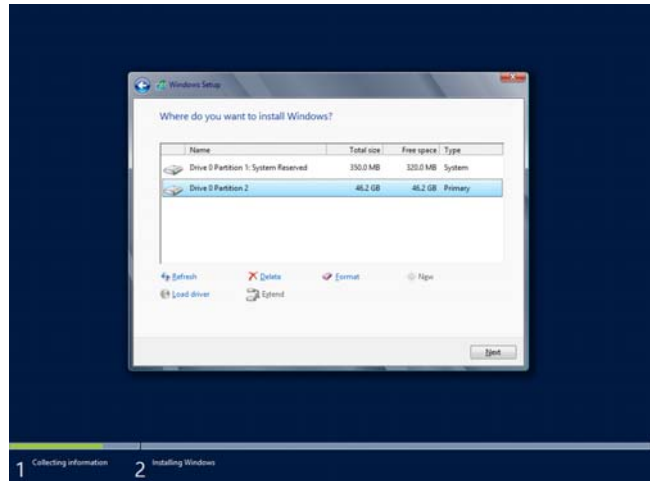 Windows Setup
Where do you want to install Windows?
Name Total size Free space Type
Drive 0 Partition 1: System Reserved 350.0 MB 320.0 MB System
Drive 0 Partition 2 46.2 GB 46.2 GB Primary
Refresh Delete Format New
Load driver Extend
Next
1 Collecting information 2 Installing Windows